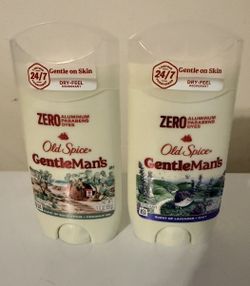 24/7
Gentle on Skin
DRY-FEEL
ZERO ALUMINUM
PARABENS
DYES
Old Spice
GentleMan's
24/7
Gentle on Skin
DRY-FEEL
ZERO ALUMINUM
PARABENS
DYES
Old Spice
GentleMan's